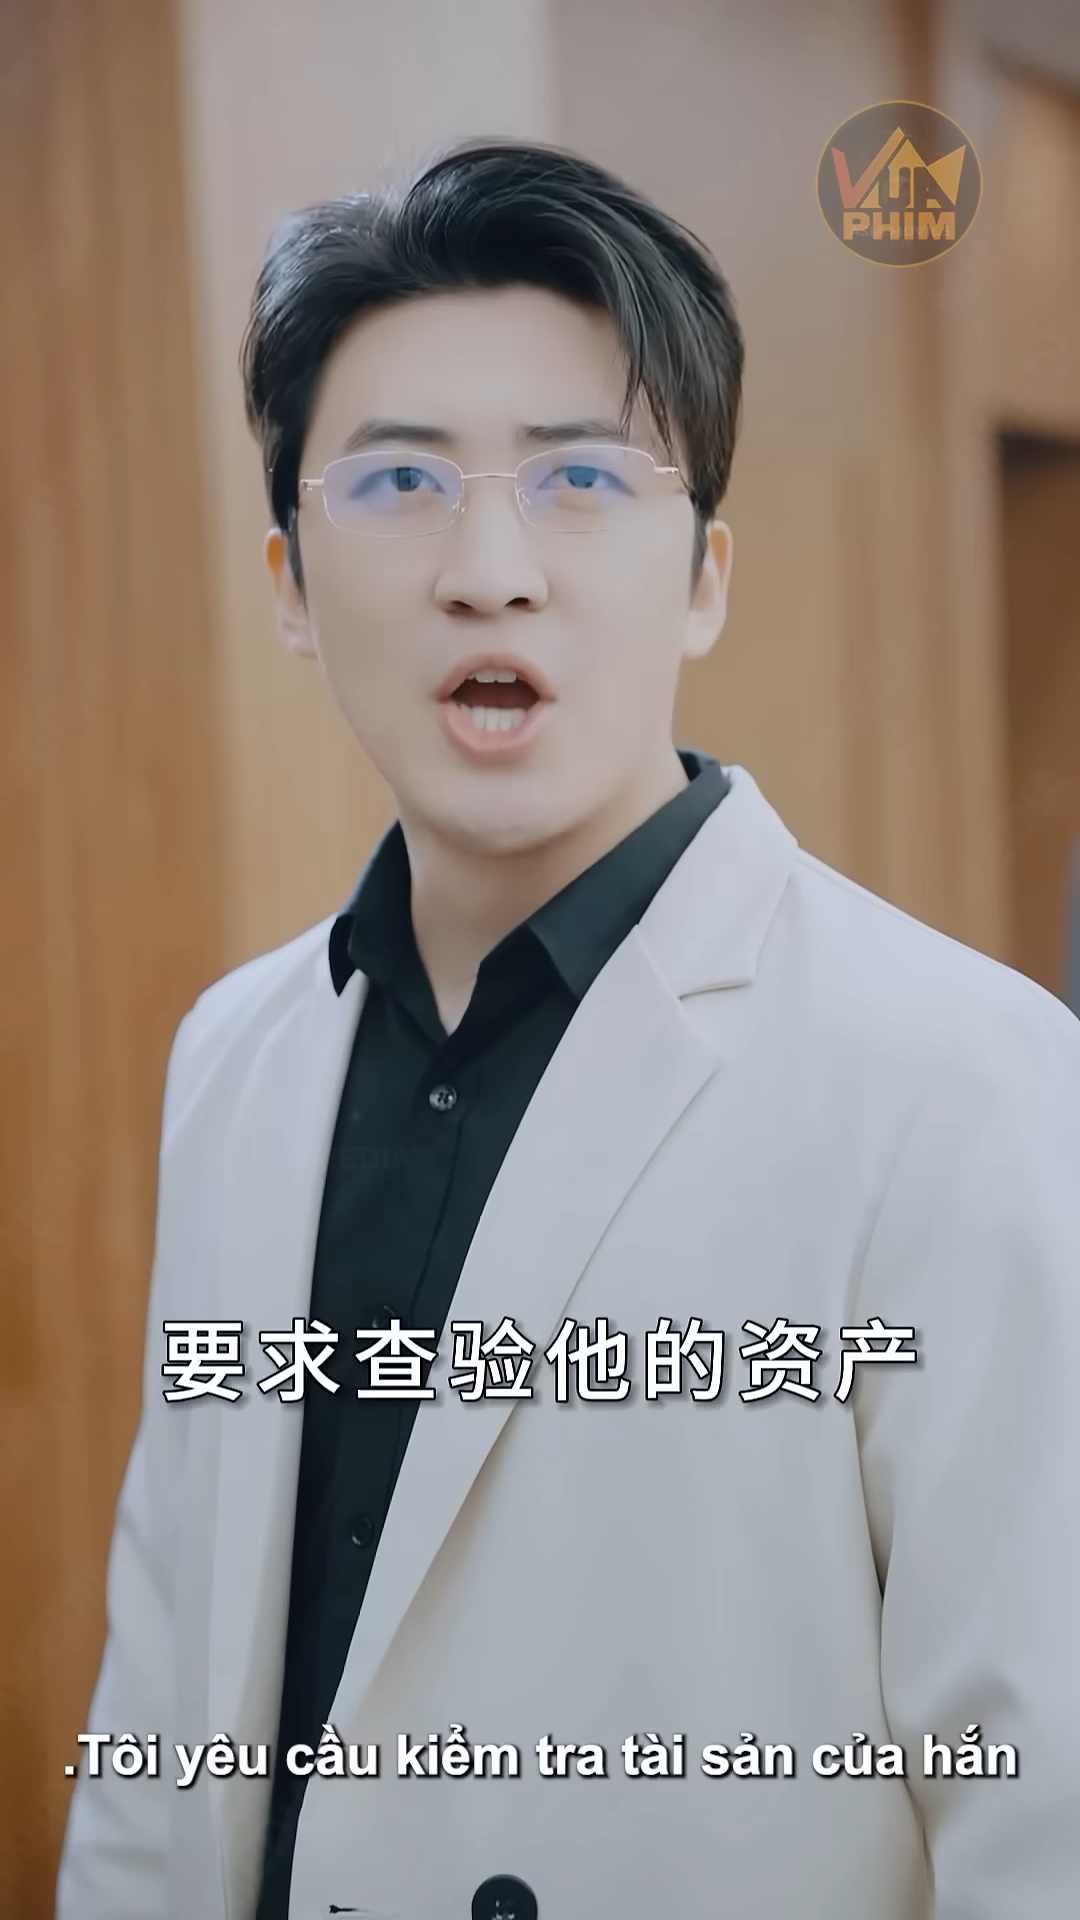 VUA
PHIM
要求查验他的资产
.Tôi yêu cầu kiểm tra tài sản của hắn